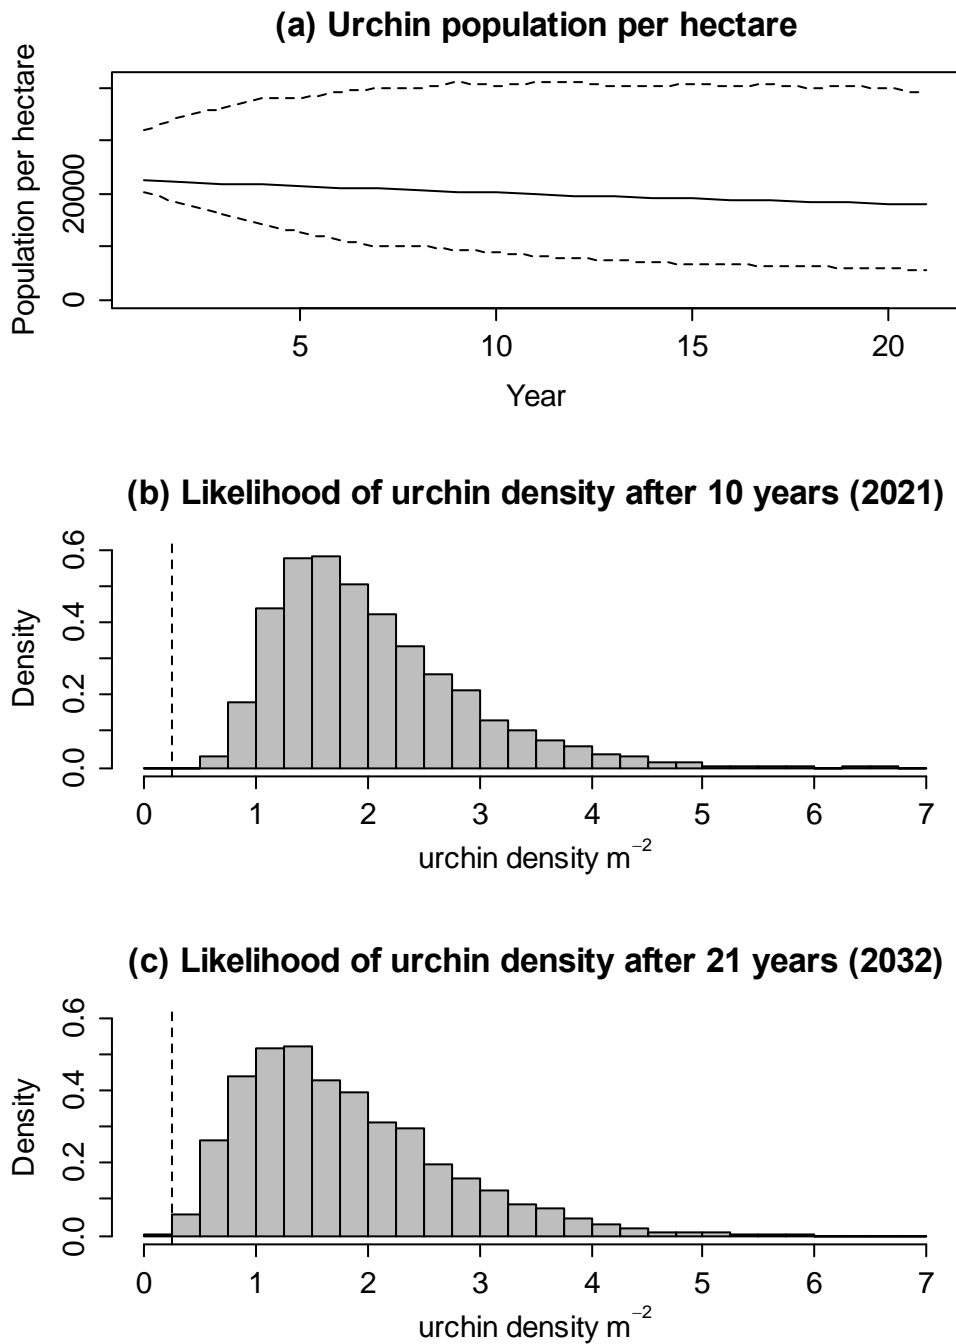 (a) Urchin population per hectare
Population per hectare
20000
0
5 10 15 20
Year
(b) Likelihood of urchin density after 10 years (2021)
Density
0.6
0.4
0.2
0.0
0 1 2 3 4 5 6 7
urchin density m⁻²
(c) Likelihood of urchin density after 21 years (2032)
Density
0.6
0.4
0.2
0.0
0 1 2 3 4 5 6 7
urchin density m⁻²